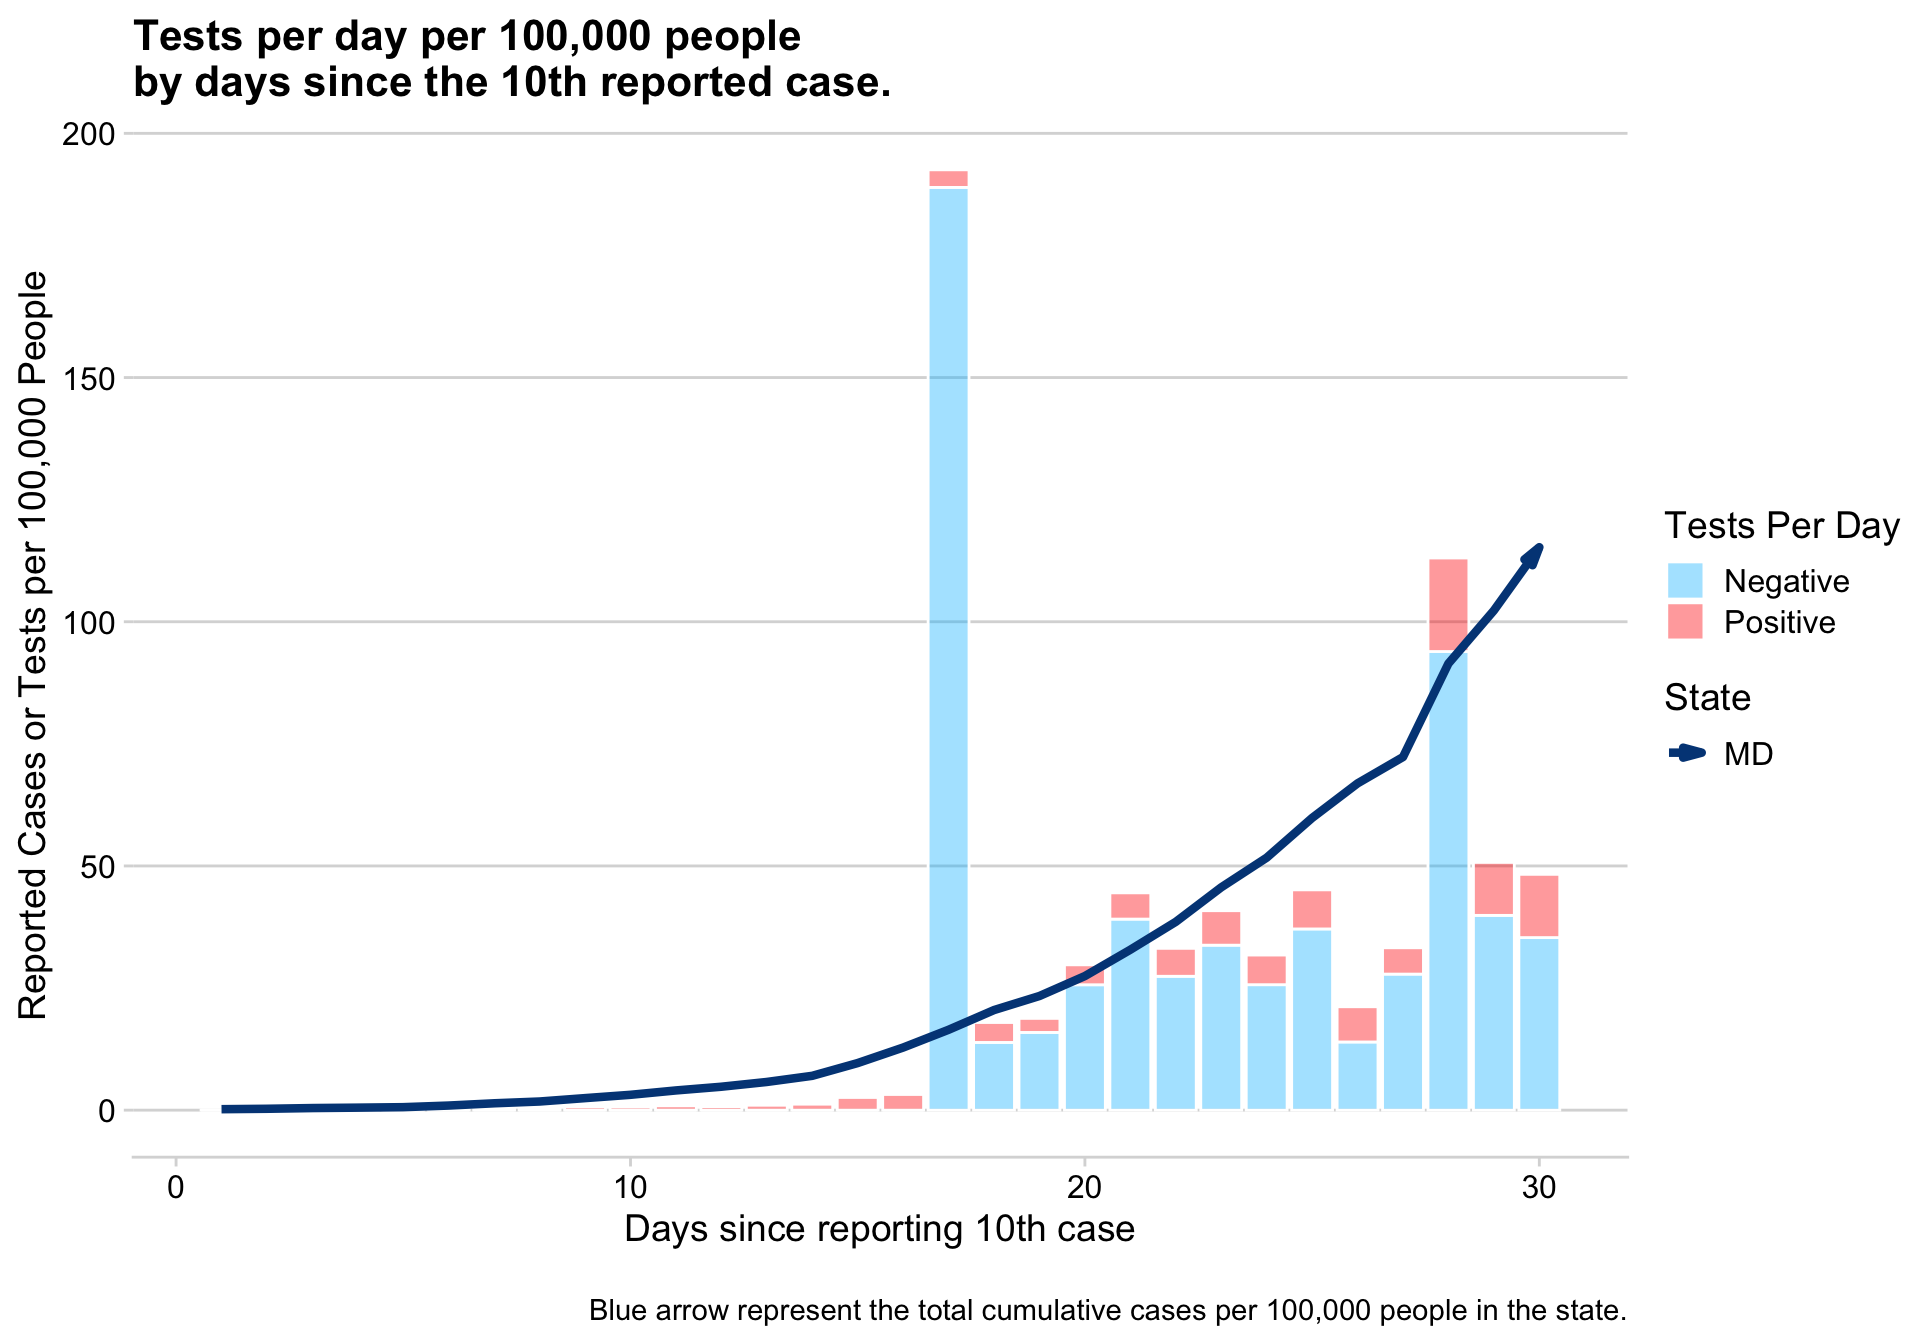 Tests per day per 100,000 people
by days since the 10th reported case.
Reported Cases or Tests per 100,000 People
200
150
100
50
0
0
10
20
30
Days since reporting 10th case
Tests Per Day
Negative
Positive
State
MD
Blue arrow represent the total cumulative cases per 100,000 people in the state.